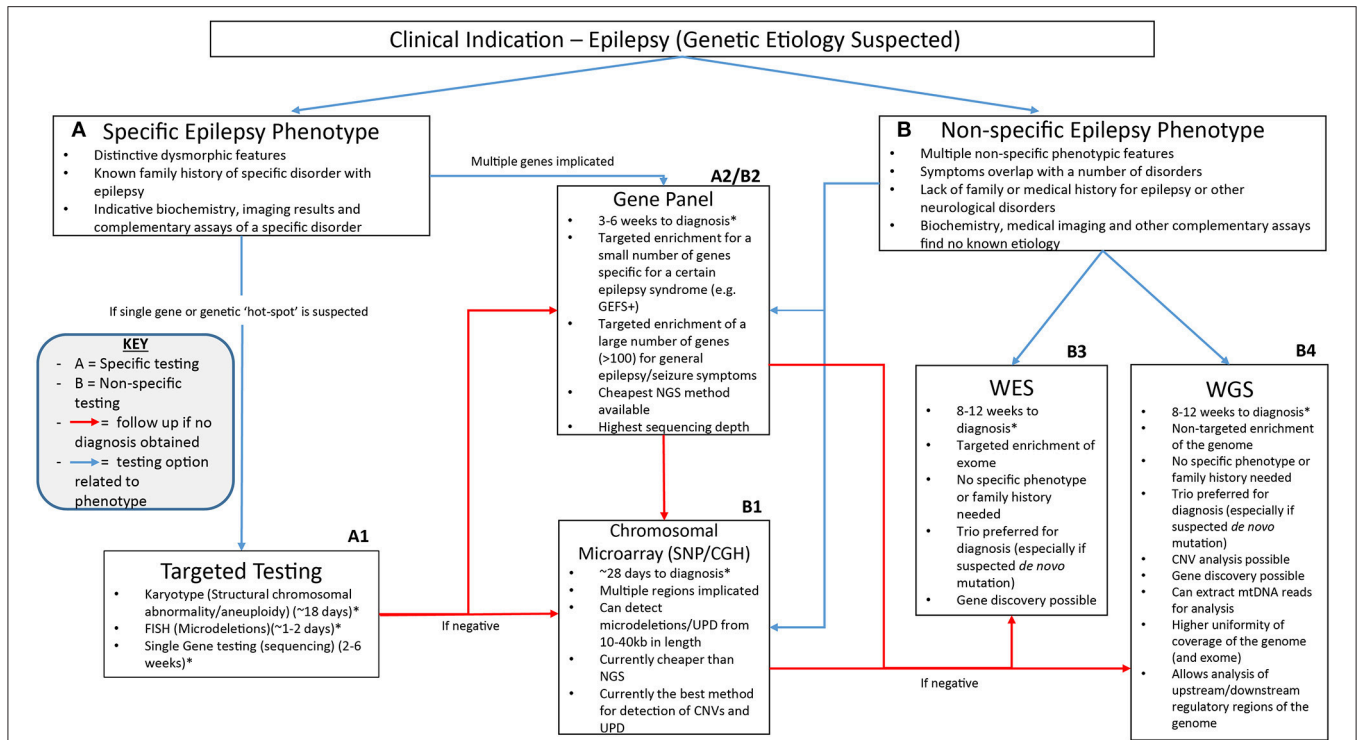 Clinical Indication – Epilepsy (Genetic Etiology Suspected)
A Specific Epilepsy Phenotype
• Distinctive dysmorphic features
• Known family history of specific disorder with
epilepsy
• Indicative biochemistry, imaging results and
complementary assays of a specific disorder
Multiple genes implicated
B Non-specific Epilepsy Phenotype
• Multiple non-specific phenotypic features
• Symptoms overlap with a number of disorders
• Lack of family or medical history for epilepsy or other
neurological disorders
• Biochemistry, medical imaging and other complementary assays
find no known etiology
A2/B2
Gene Panel
• 3-6 weeks to diagnosis*
• Targeted enrichment for a
small number of genes
specific for a certain
epilepsy syndrome (e.g.
GEFS+)
• Targeted enrichment of a
large number of genes
(>100) for general
epilepsy/seizure symptoms
• Cheapest NGS method
available
• Highest sequencing depth
If single gene or genetic ‘hot-spot’ is suspected
KEY
- A = Specific testing
- B = Non-specific
testing
- = follow up if no
diagnosis obtained
- = testing option
related to
phenotype
A1
Targeted Testing
• Karyotype (Structural chromosomal
abnormality/aneuploidy) (~18 days)*
• FISH (Microdeletions)(~1-2 days)*
• Single Gene testing (sequencing) (2-6
weeks)*
If negative
B1
Chromosomal
Microarray (SNP/CGH)
• ~28 days to diagnosis*
• Multiple regions implicated
• Can detect
microdeletions/UPD from
10-40kb in length
• Currently cheaper than
NGS
• Currently the best method
for detection of CNVs and
UPD
If negative
B3
WES
• 8-12 weeks to
diagnosis*
• Targeted enrichment of
exome
• No specific phenotype
or family history
needed
• Trio preferred for
diagnosis (especially if
suspected de novo
mutation)
• Gene discovery possible
B4
WGS
• 8-12 weeks to diagnosis*
• Non-targeted enrichment
of the genome
• No specific phenotype or
family history needed
• Trio preferred for
diagnosis (especially if
suspected de novo
mutation)
• CNV analysis possible
• Gene discovery possible
• Can extract mtDNA reads
for analysis
• Higher uniformity of
coverage of the genome
(and exome)
• Allows analysis of
upstream/downstream
regulatory regions of the
genome